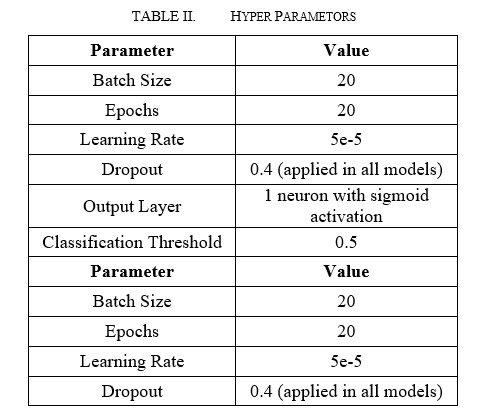 TABLE II. HYPER PARAMETORS
Parameter Value
Batch Size 20
Epochs 20
Learning Rate 5e-5
Dropout 0.4 (applied in all models)
Output Layer 1 neuron with sigmoid
activation
Classification Threshold 0.5
Parameter Value
Batch Size 20
Epochs 20
Learning Rate 5e-5
Dropout 0.4 (applied in all models)